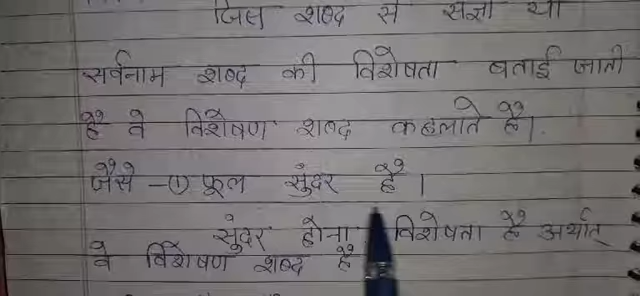 जिस शब्द से संज्ञा या
सर्वनाम शब्द की विशेषता बताई जाती
है वे विशेषण शब्द कहलाते हैं।
जैसे -(1) फूल सुंदर है।
सुंदर होना विशेषता है अर्थात्
वे विशेषण शब्द है